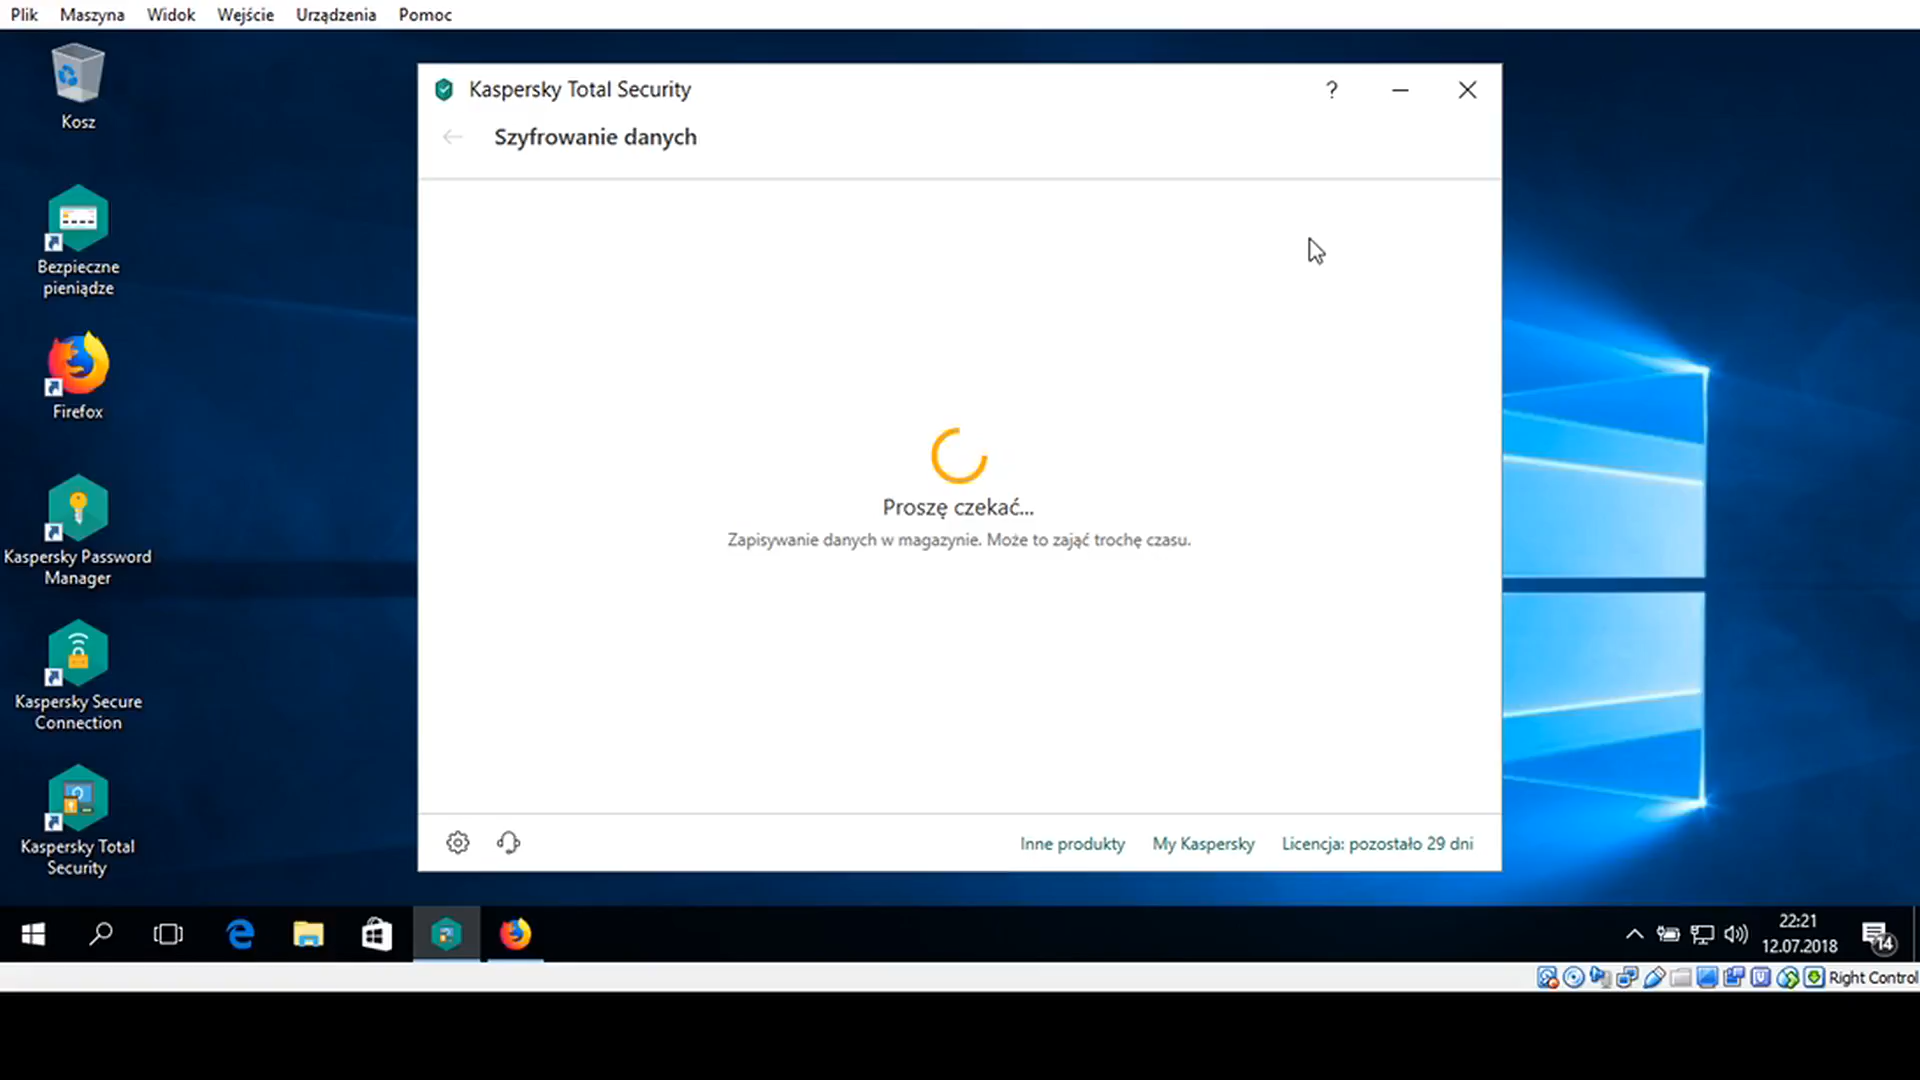 Plik Maszyna Widok Wejście Urządzenia Pomoc
Kosz
Bezpieczne
pieniądze
Firefox
Kaspersky Password
Manager
Kaspersky Secure
Connection
Kaspersky Total
Security
Kaspersky Total Security
?
Szyfrowanie danych
Proszę czekać...
Zapisywanie danych w magazynie. Może to zająć trochę czasu.
Inne produkty My Kaspersky Licencja: pozostało 29 dni
22:21
12.07.2018
14
Right Control